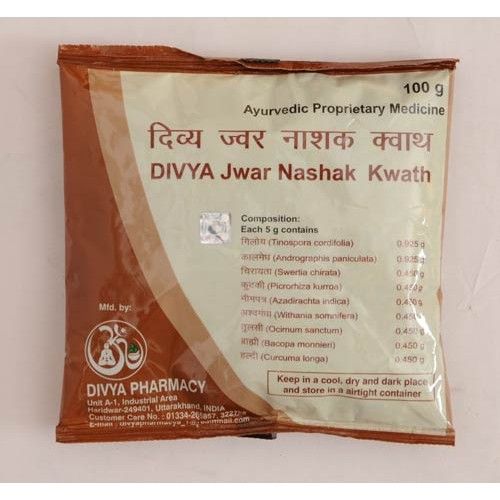 100 g
Ayurvedic Proprietary Medicine
दिव्य ज्वर नाशक क्वाथ
DIVYA Jwar Nashak Kwath
Composition:
Each 5 g contains
गिलोय (Tinospora cordifolia) 0.925 g
कालमेघ (Andrographis paniculata) 0.925 g
चिरायता (Swertia chirata) 0.450 g
कुटकी (Picrorhiza kurroa) 0.450 g
नीमपत्र (Azadirachta indica) 0.450 g
अश्वगंधा (Withania somnifera) 0.450 g
तुलसी (Ocimum sanctum) 0.450 g
ब्राह्मी (Bacopa monnieri) 0.450 g
हल्दी (Curcuma longa) 0.450 g
Keep in a cool, dry and dark place
and store in a airtight container
Mfd. by:
DIVYA PHARMACY
Unit A-1, Industrial Area
Haridwar-249401, Uttarakhand, INDIA
Customer Care No. :
E-mail :